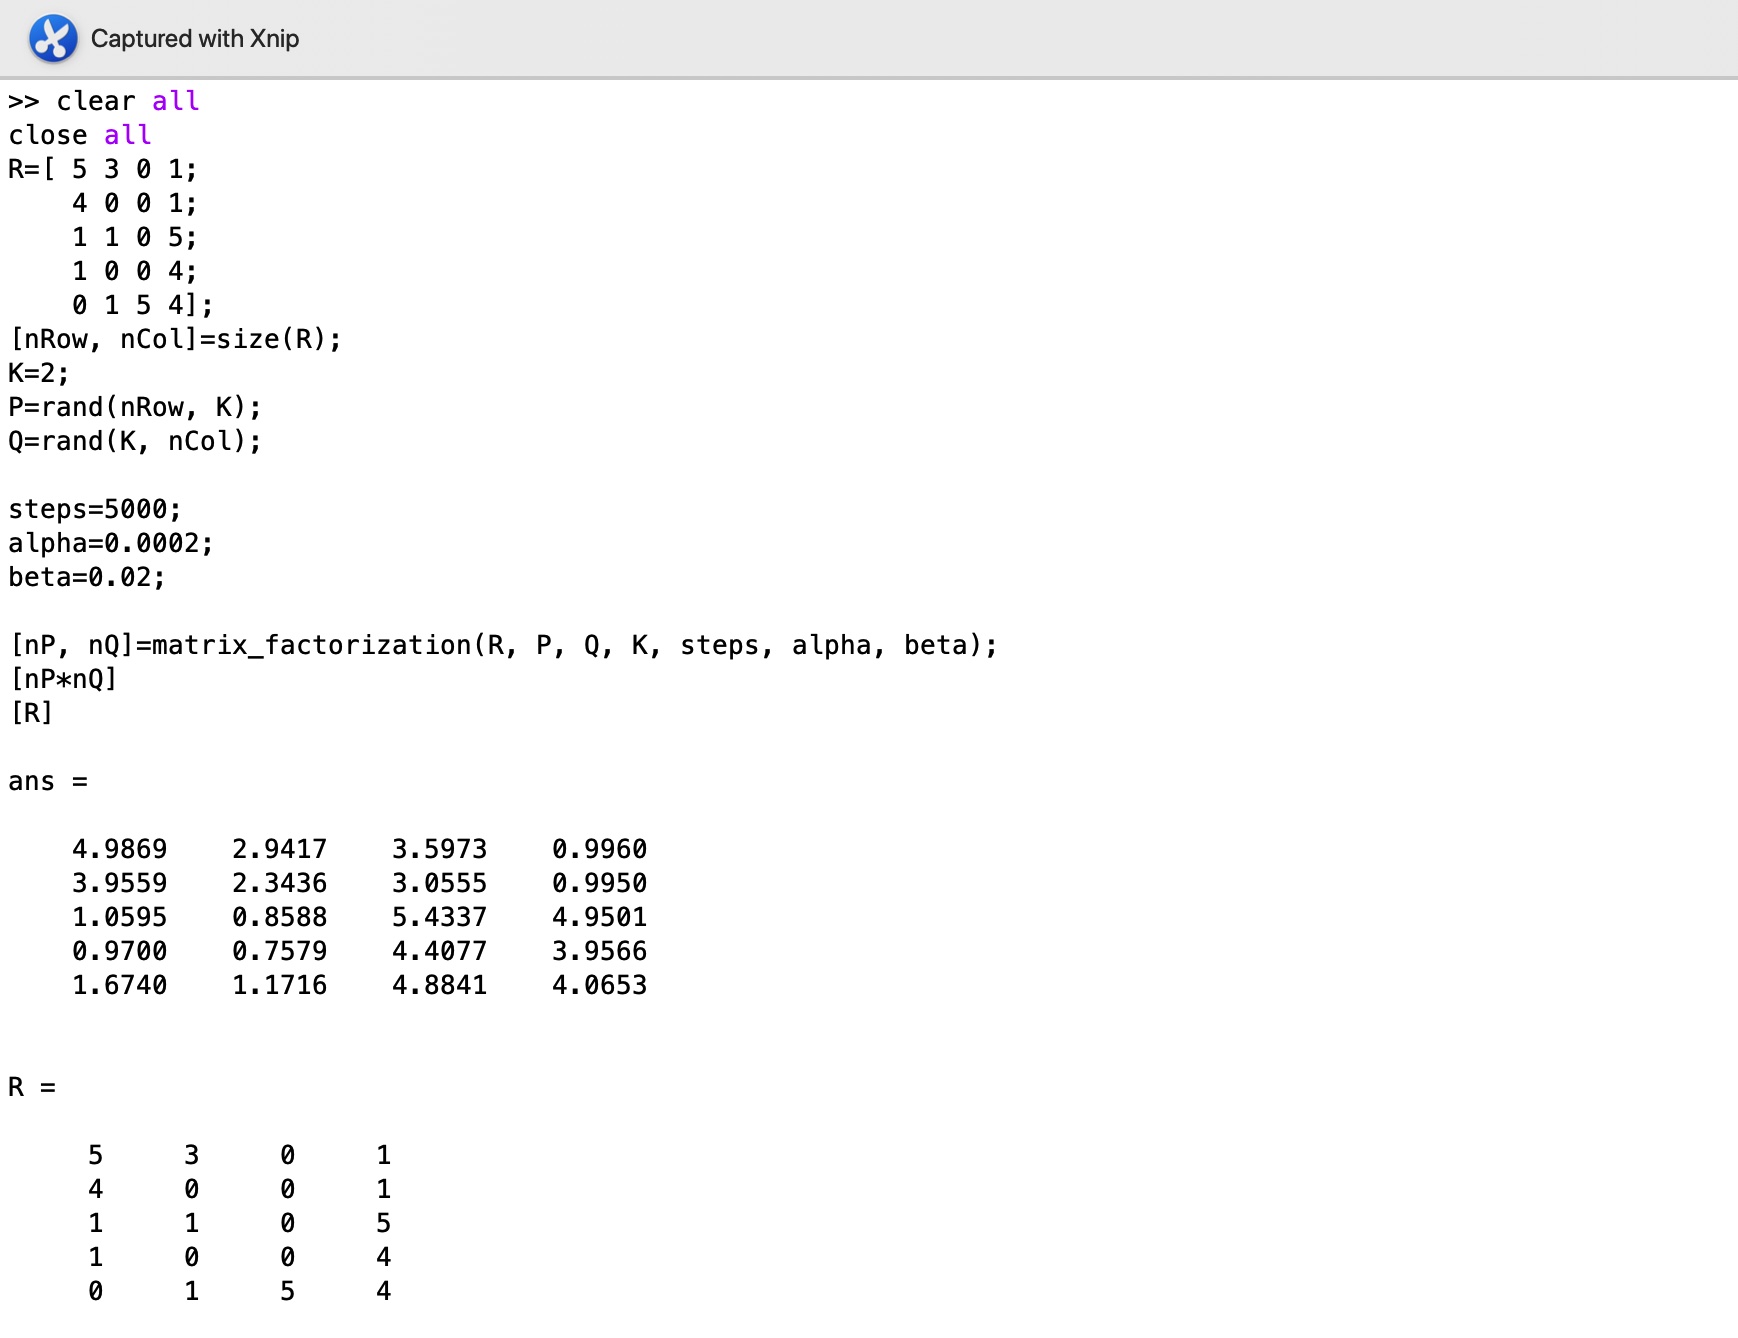 Captured with Xnip
>> clear all
close all
R=[ 5 3 0 1;
    4 0 0 1;
    1 1 0 5;
    1 0 0 4;
    0 1 5 4];
[nRow, nCol]=size(R);
K=2;
P=rand(nRow, K);
Q=rand(K, nCol);

steps=5000;
alpha=0.0002;
beta=0.02;

[nP, nQ]=matrix_factorization(R, P, Q, K, steps, alpha, beta);
[nP*nQ]
[R]

ans =

    4.9869    2.9417    3.5973    0.9960
    3.9559    2.3436    3.0555    0.9950
    1.0595    0.8588    5.4337    4.9501
    0.9700    0.7579    4.4077    3.9566
    1.6740    1.1716    4.8841    4.0653


R =

     5     3     0     1
     4     0     0     1
     1     1     0     5
     1     0     0     4
     0     1     5     4